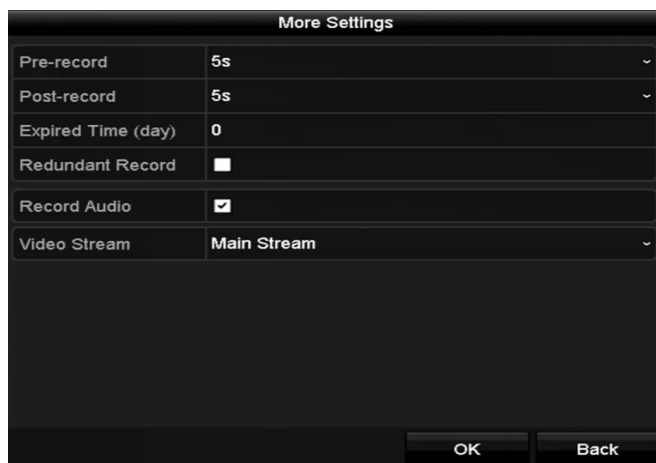 More Settings
Pre-record 5s
Post-record 5s
Expired Time (day) 0
Redundant Record
Record Audio
Video Stream Main Stream
OK Back